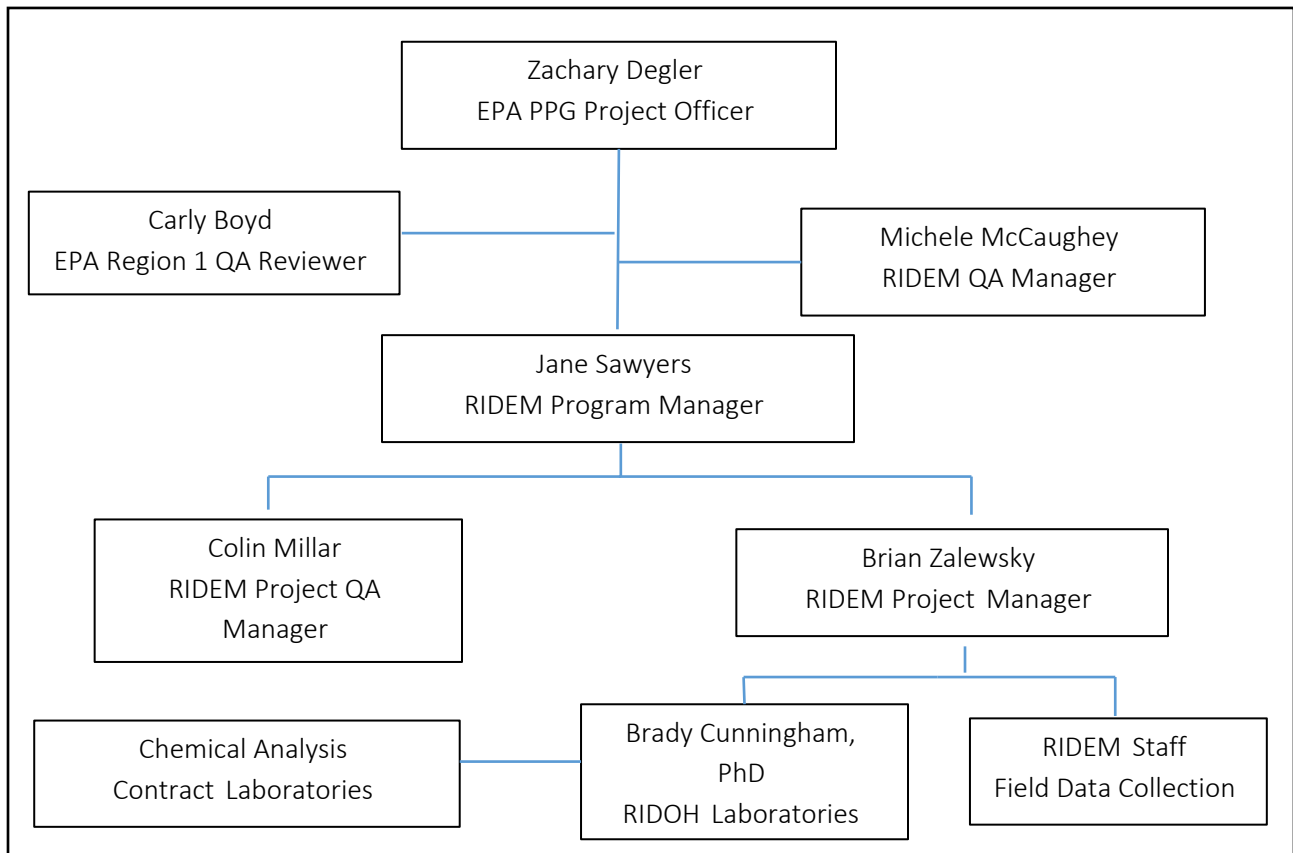 Zachary Degler
EPA PPG Project Officer
Carly Boyd
EPA Region 1 QA Reviewer
Michele McCaughey
RIDEM QA Manager
Jane Sawyers
RIDEM Program Manager
Colin Millar
RIDEM Project QA
Manager
Brian Zalewsky
RIDEM Project Manager
Chemical Analysis
Contract Laboratories
Brady Cunningham,
PhD
RIDOH Laboratories
RIDEM Staff
Field Data Collection